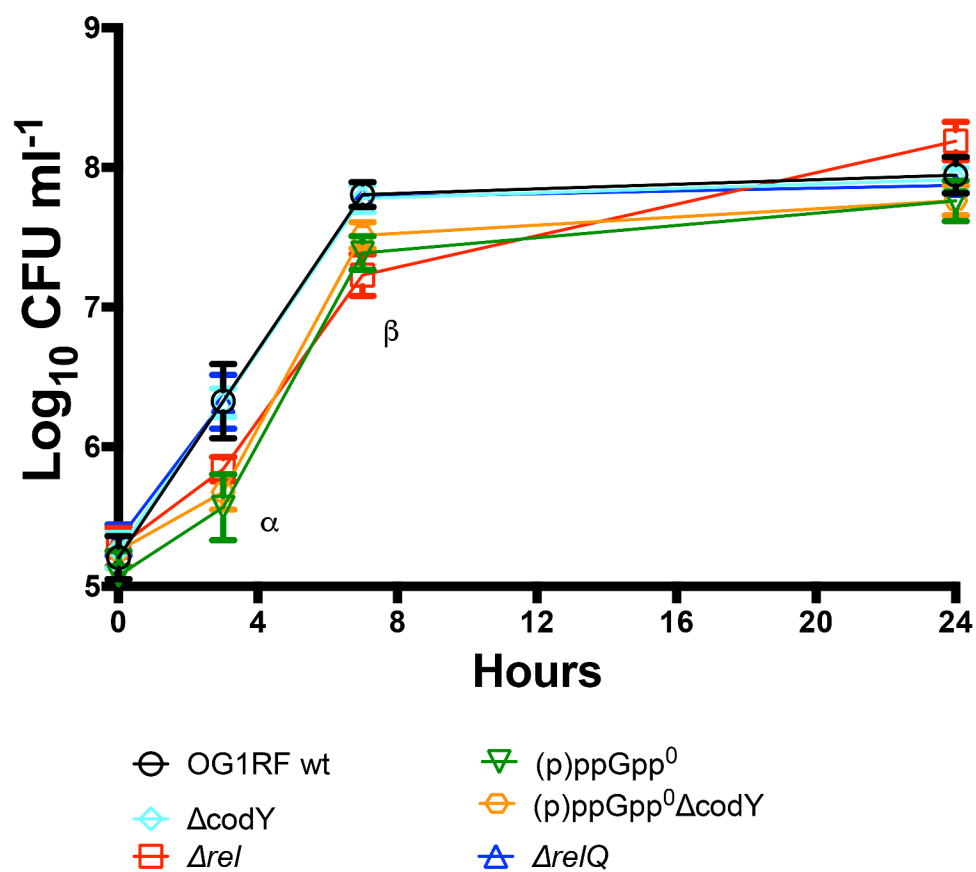 9
8
7
6
5
Log₁₀ CFU ml⁻¹
α
β
0 4 8 12 16 20 24
Hours
OG1RF wt
(p)ppGpp⁰
ΔcodY
(p)ppGpp⁰ΔcodY
Δrel
ΔrelQ